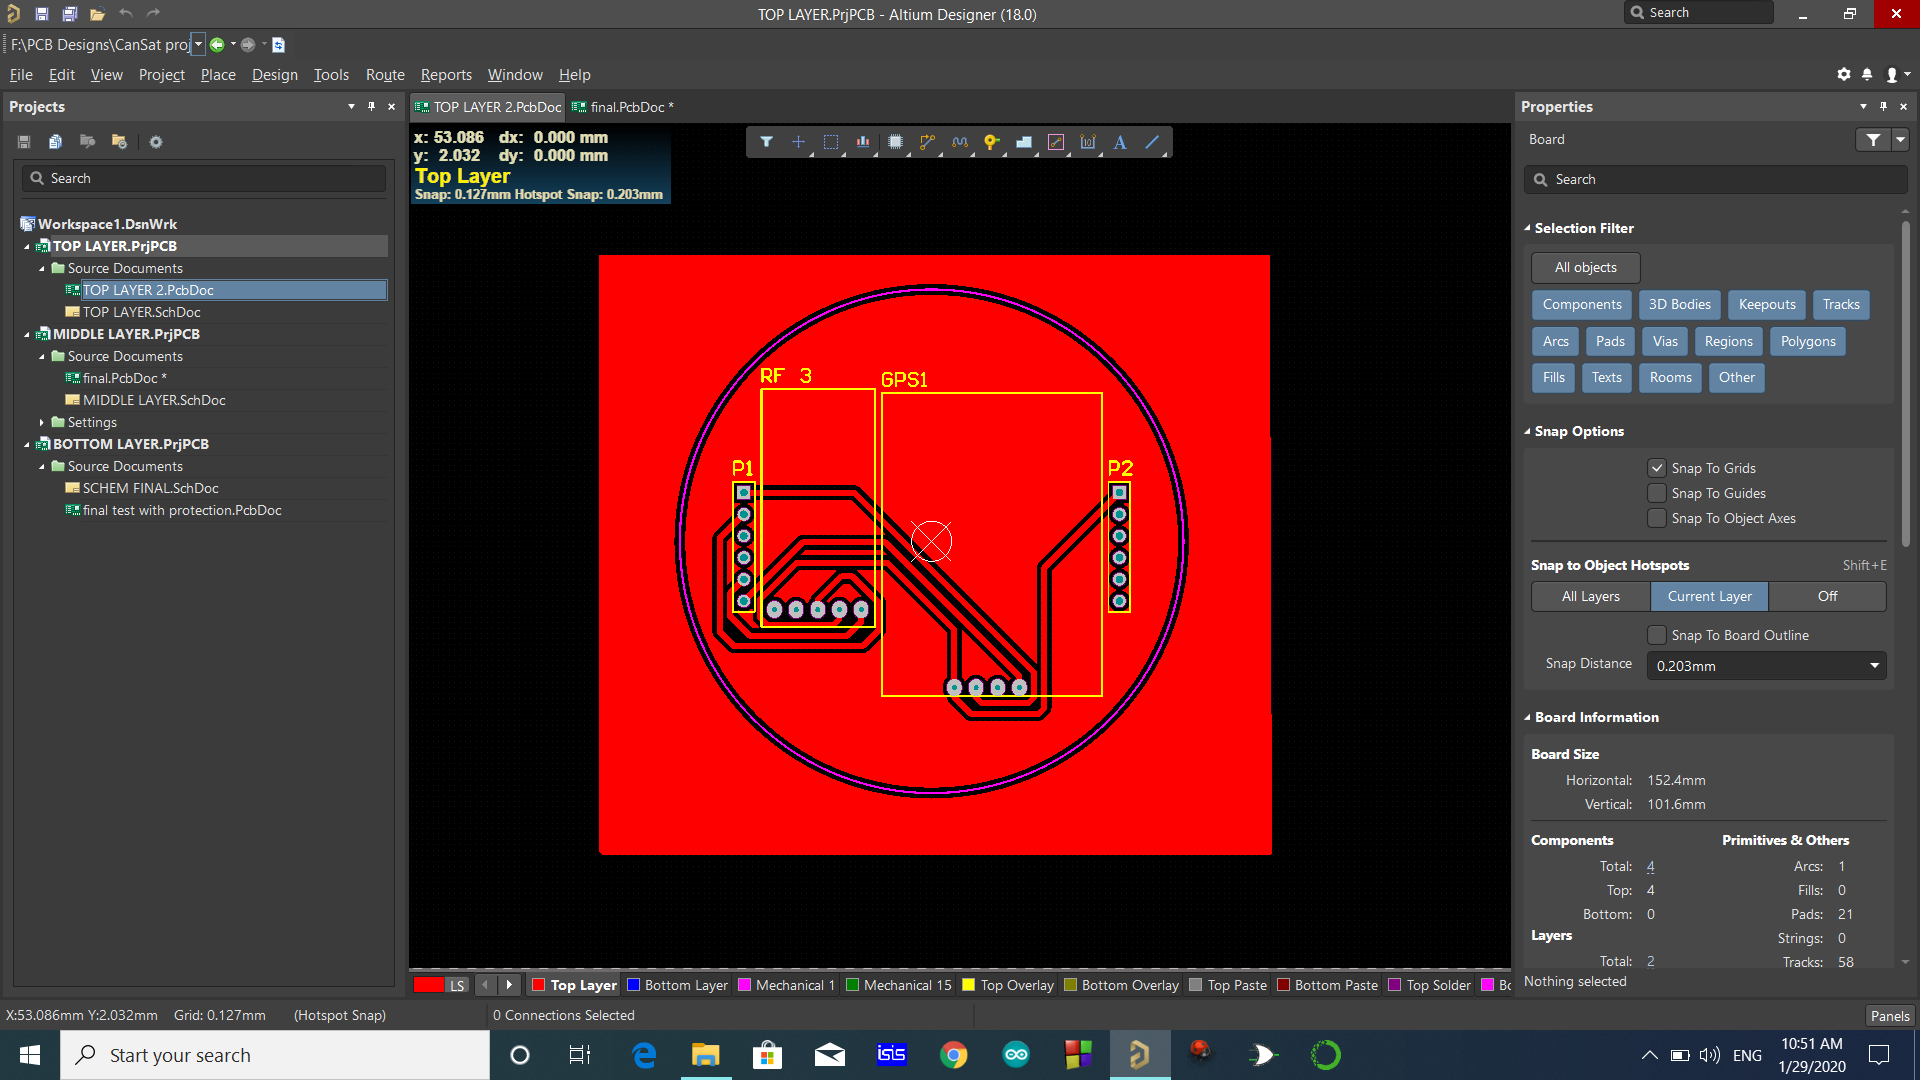 TOP LAYER.PrjPCB - Altium Designer (18.0)
Search
F:\PCB Designs\CanSat proj
File Edit View Project Place Design Tools Route Reports Window Help
Projects
Search
Workspace1.DsnWrk
TOP LAYER.PrjPCB
Source Documents
TOP LAYER 2.PcbDoc
TOP LAYER.SchDoc
MIDDLE LAYER.PrjPCB
Source Documents
final.PcbDoc *
MIDDLE LAYER.SchDoc
Settings
BOTTOM LAYER.PrjPCB
Source Documents
SCHEM FINAL.SchDoc
final test with protection.PcbDoc
TOP LAYER 2.PcbDoc
final.PcbDoc *
x: 53.086 dx: 0.000 mm
y: 2.032 dy: 0.000 mm
Top Layer
Snap: 0.127mm Hotspot Snap: 0.203mm
RF 3
GPS1
P1
P2
LS
Top Layer
Bottom Layer
Mechanical 1
Mechanical 15
Top Overlay
Bottom Overlay
Top Paste
Bottom Paste
Top Solder
Bo
Properties
Board
Search
Selection Filter
All objects
Components 3D Bodies Keepouts Tracks
Arcs Pads Vias Regions Polygons
Fills Texts Rooms Other
Snap Options
Snap To Grids
Snap To Guides
Snap To Object Axes
Snap to Object Hotspots Shift+E
All Layers Current Layer Off
Snap To Board Outline
Snap Distance 0.203mm
Board Information
Board Size
Horizontal: 152.4mm
Vertical: 101.6mm
Components Primitives & Others
Total: 4 Arcs: 1
Top: 4 Fills: 0
Bottom: 0 Pads: 21
Layers Strings: 0
Total: 2 Tracks: 58
Nothing selected
X:53.086mm Y:2.032mm Grid: 0.127mm (Hotspot Snap) 0 Connections Selected
Panels
Start your search
isis
ENG
10:51 AM
1/29/2020